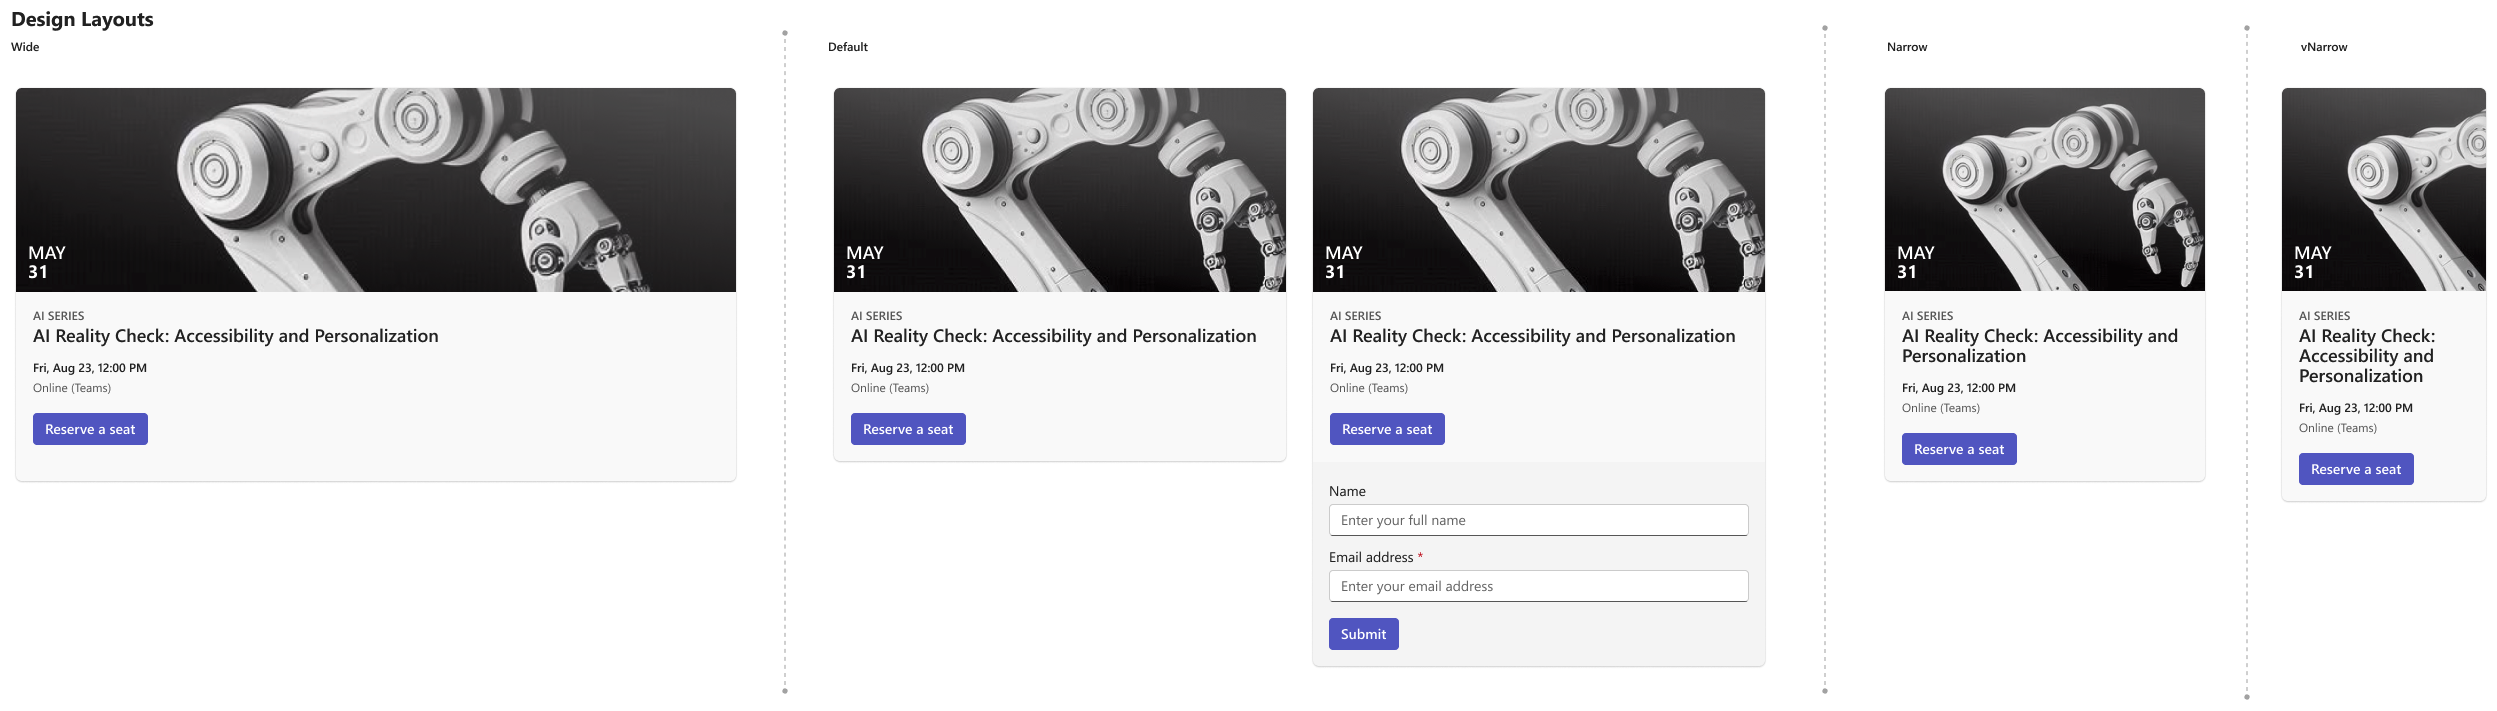 Design Layouts
Wide
MAY
31
AI SERIES
AI Reality Check: Accessibility and Personalization
Fri, Aug 23, 12:00 PM
Online (Teams)
Reserve a seat
Default
MAY
31
AI SERIES
AI Reality Check: Accessibility and Personalization
Fri, Aug 23, 12:00 PM
Online (Teams)
Reserve a seat
MAY
31
AI SERIES
AI Reality Check: Accessibility and Personalization
Fri, Aug 23, 12:00 PM
Online (Teams)
Reserve a seat
Name
Enter your full name
Email address *
Enter your email address
Submit
Narrow
MAY
31
AI SERIES
AI Reality Check: Accessibility and
Personalization
Fri, Aug 23, 12:00 PM
Online (Teams)
Reserve a seat
vNarrow
MAY
31
AI SERIES
AI Reality Check:
Accessibility and
Personalization
Fri, Aug 23, 12:00 PM
Online (Teams)
Reserve a seat